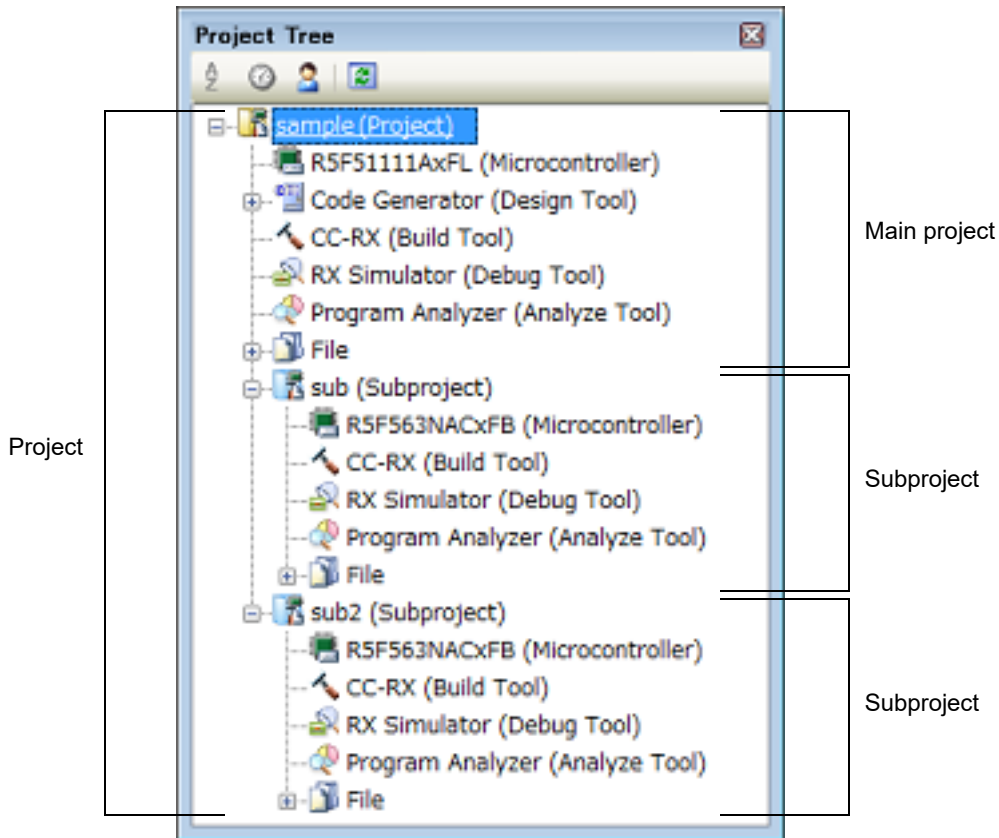 Project Tree
sample (Project)
R5F51111AxFL (Microcontroller)
Code Generator (Design Tool)
CC-RX (Build Tool)
RX Simulator (Debug Tool)
Program Analyzer (Analyze Tool)
File
Main project
sub (Subproject)
R5F563NACxFB (Microcontroller)
CC-RX (Build Tool)
RX Simulator (Debug Tool)
Program Analyzer (Analyze Tool)
File
Subproject
sub2 (Subproject)
R5F563NACxFB (Microcontroller)
CC-RX (Build Tool)
RX Simulator (Debug Tool)
Program Analyzer (Analyze Tool)
File
Subproject
Project